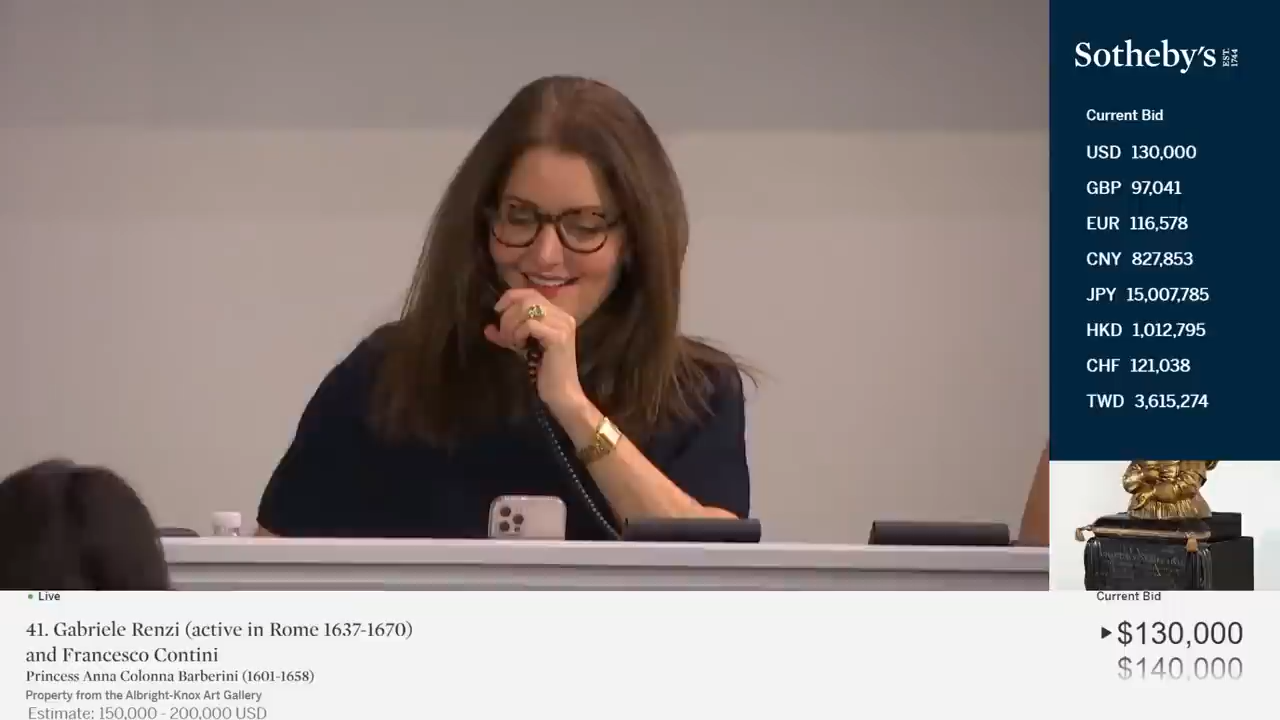 Sotheby's EST. 1744
Current Bid
USD 130,000
GBP 97,041
EUR 116,578
CNY 827,853
JPY 15,007,785
HKD 1,012,795
CHF 121,038
TWD 3,615,274
• Live
41. Gabriele Renzi (active in Rome 1637-1670)
and Francesco Contini
Princess Anna Colonna Barberini (1601-1658)
Property from the Albright-Knox Art Gallery
Estimate: 150,000 - 200,000 USD
Current Bid
$130,000
$140,000